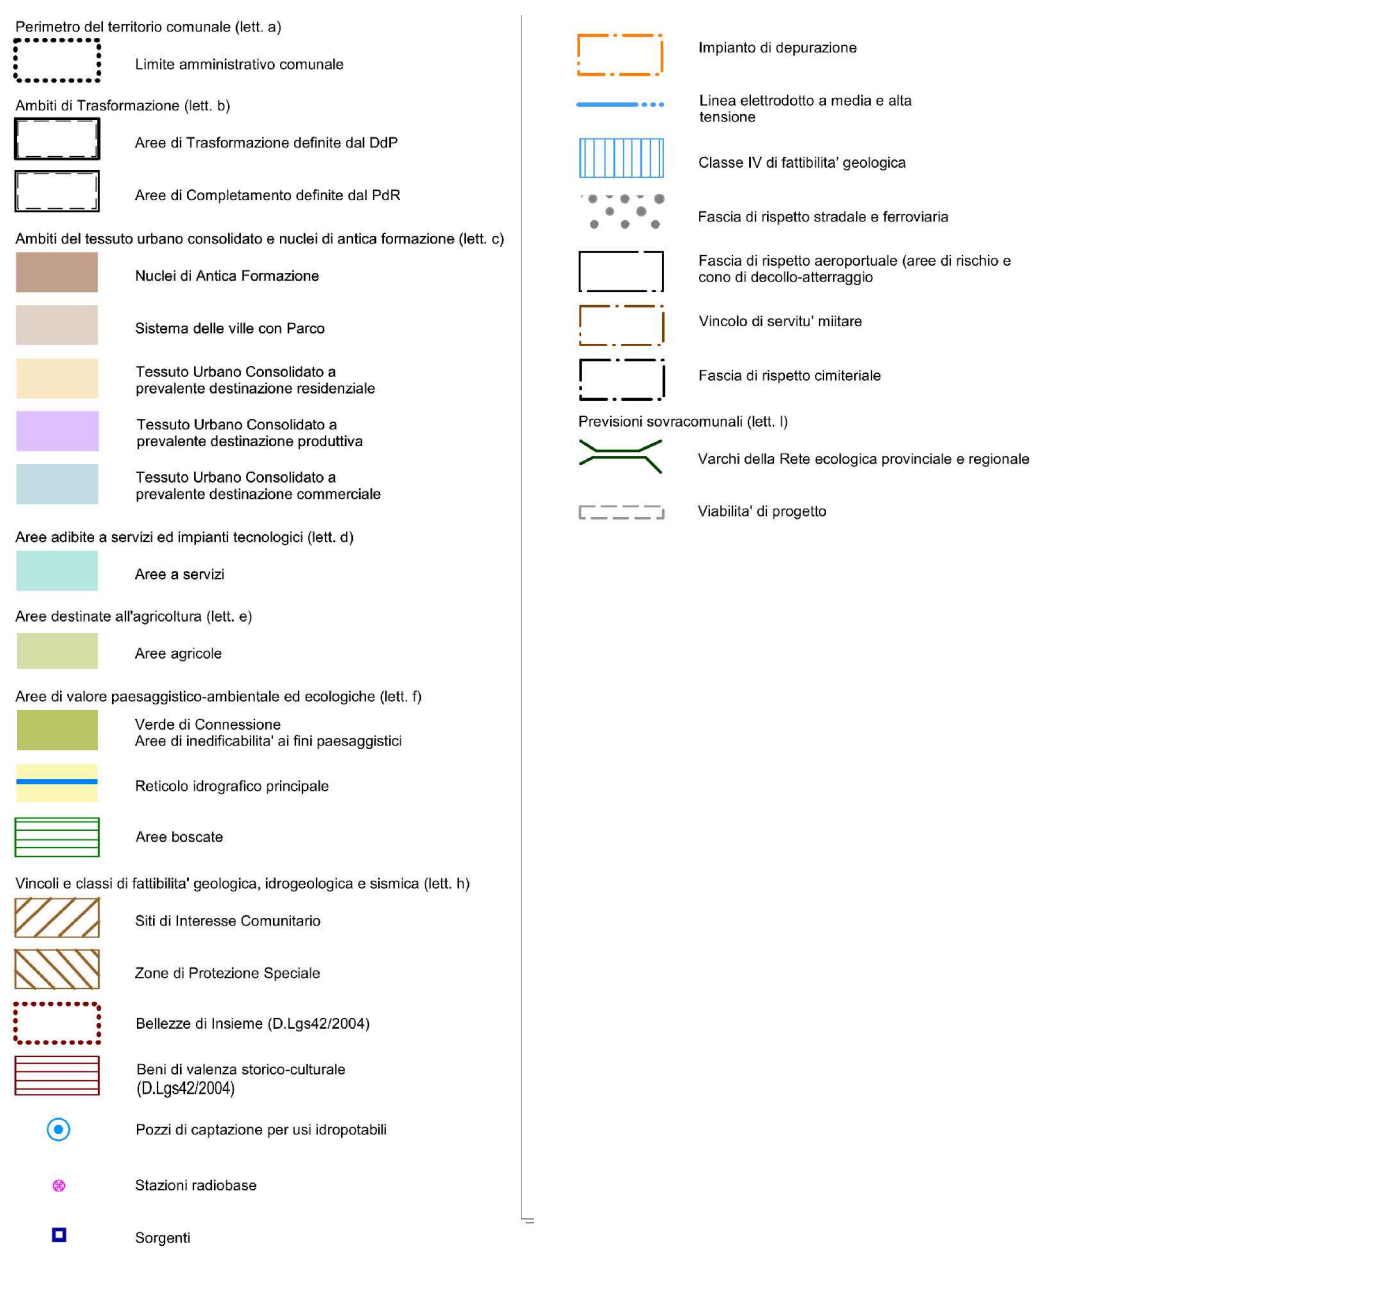 Perimetro del territorio comunale (lett. a)
Limite amministrativo comunale
Ambiti di Trasformazione (lett. b)
Aree di Trasformazione definite dal DdP
Aree di Completamento definite dal PdR
Ambiti del tessuto urbano consolidato e nuclei di antica formazione (lett. c)
Nuclei di Antica Formazione
Sistema delle ville con Parco
Tessuto Urbano Consolidato a
prevalente destinazione residenziale
Tessuto Urbano Consolidato a
prevalente destinazione produttiva
Tessuto Urbano Consolidato a
prevalente destinazione commerciale
Aree adibite a servizi ed impianti tecnologici (lett. d)
Aree a servizi
Aree destinate all'agricoltura (lett. e)
Aree agricole
Aree di valore paesaggistico-ambientale ed ecologiche (lett. f)
Verde di Connessione
Aree di inedificabilita' ai fini paesaggistici
Reticolo idrografico principale
Aree boscate
Vincoli e classi di fattibilita' geologica, idrogeologica e sismica (lett. h)
Siti di Interesse Comunitario
Zone di Protezione Speciale
Bellezze di Insieme (D.Lgs42/2004)
Beni di valenza storico-culturale
(D.Lgs42/2004)
Pozzi di captazione per usi idropotabili
Stazioni radiobase
Sorgenti
Impianto di depurazione
Linea elettrodotto a media e alta
tensione
Classe IV di fattibilita' geologica
Fascia di rispetto stradale e ferroviaria
Fascia di rispetto aeroportuale (aree di rischio e
cono di decollo-atterraggio
Vincolo di servitu' miitare
Fascia di rispetto cimiteriale
Previsioni sovracomunali (lett. l)
Varchi della Rete ecologica provinciale e regionale
Viabilita' di progetto